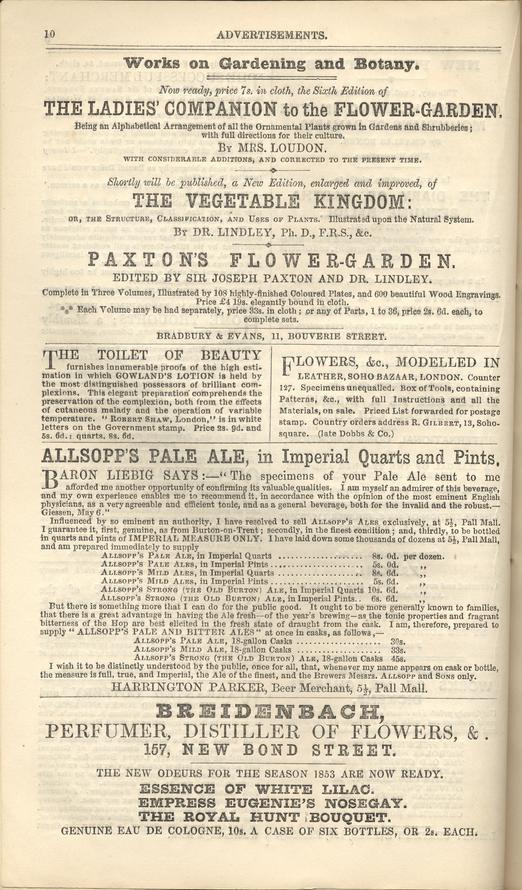 10
ADVERTISEMENTS.
Works on Gardening and Botany.
Now ready, price 7s. in cloth, the Sixth Edition of
THE LADIES' COMPANION to the FLOWER-GARDEN.
Being an Alphabetical Arrangement of all the Ornamental Plants grown in Gardens and Shrubberies;
with full directions for their culture.
By MRS. LOUDON.
WITH CONSIDERABLE ADDITIONS, AND CORRECTED TO THE PRESENT TIME.
Shortly will be published, a New Edition, enlarged and improved, of
THE VEGETABLE KINGDOM:
OR, THE STRUCTURE, CLASSIFICATION, AND USES OF PLANTS. Illustrated upon the Natural System.
By DR. LINDLEY, Ph. D., F.R.S., &c.
PAXTON'S FLOWER-GARDEN.
EDITED BY SIR JOSEPH PAXTON AND DR. LINDLEY.
Complete in Three Volumes, Illustrated by 108 highly-finished Coloured Plates, and 600 beautiful Wood Engravings.
Price £4 19s. elegantly bound in cloth.
*** Each Volume may be had separately, price 33s. in cloth; or any of Parts, 1 to 36, price 2s. 6d. each, to
complete sets.
BRADBURY & EVANS, 11, BOUVERIE STREET.
THE TOILET OF BEAUTY
furnishes innumerable proofs of the high esti-
mation in which GOWLAND'S LOTION is held by
the most distinguished possessors of brilliant com-
plexions. This elegant preparation comprehends the
preservation of the complexion, both from the effects
of cutaneous malady and the operation of variable
temperature. "ROBERT SHAW, London," is in white
letters on the Government stamp. Price 2s. 9d. and
5s. 6d.; quarts, 8s. 6d.
FLOWERS, &c., MODELLED IN
LEATHER, SOHO BAZAAR, LONDON. Counter
127. Specimens unequalled. Box of Tools, containing
Patterns, &c., with full Instructions and all the
Materials, on sale. Priced List forwarded for postage
stamp. Country orders address R. GILBERT, 13, Soho-
square. (late Dobbs & Co.)
ALLSOPP'S PALE ALE, in Imperial Quarts and Pints.
BARON LIEBIG SAYS:—"The specimens of your Pale Ale sent to me
afforded me another opportunity of confirming its valuable qualities. I am myself an admirer of this beverage,
and my own experience enables me to recommend it, in accordance with the opinion of the most eminent English
physicians, as a very agreeable and efficient tonic, and as a general beverage, both for the invalid and the robust.—
Giessen, May 6."
Influenced by so eminent an authority, I have resolved to sell ALLSOPP'S ALES exclusively, at 5½, Pall Mall.
I guarantee it, first, genuine, as from Burton-on-Trent; secondly, in the finest condition; and, thirdly, to be bottled
in quarts and pints of IMPERIAL MEASURE ONLY. I have laid down some thousands of dozens at 5½, Pall Mall,
and am prepared immediately to supply
ALLSOPP'S PALE ALE, in Imperial Quarts .................... 8s. 0d. per dozen.
ALLSOPP'S PALE ALE, in Imperial Pints .................... 5s. 0d. „
ALLSOPP'S MILD ALE, in Imperial Quarts .................... 8s. 6d. „
ALLSOPP'S MILD ALE, in Imperial Pints .................... 5s. 6d. „
ALLSOPP'S STRONG (THE OLD BURTON) ALE, in Imperial Quarts 10s. 6d. „
ALLSOPP'S STRONG (THE OLD BURTON) ALE, in Imperial Pints.. 6s. 6d. „
But there is something more that I can do for the public good. It ought to be more generally known to families,
that there is a great advantage in having the Ale fresh—of the year's brewing—as the tonic properties and fragrant
bitterness of the Hop are best elicited in the fresh state of draught from the cask. I am, therefore, prepared to
supply "ALLSOPP'S PALE AND BITTER ALES" at once in casks, as follows,—
ALLSOPP'S PALE ALE, 18-gallon Casks .................... 30s.
ALLSOPP'S MILD ALE, 18-gallon Casks .................... 33s.
ALLSOPP'S STRONG (THE OLD BURTON) ALE, 18-gallon Casks 45s.
I wish it to be distinctly understood by the public, once for all, that, whenever my name appears on cask or bottle,
the measure is full, true, and Imperial, the Ale of the finest, and the Brewers Messrs. ALLSOPP and SONS only.
HARRINGTON PARKER, Beer Merchant, 5½, Pall Mall.
BREIDENBACH,
PERFUMER, DISTILLER OF FLOWERS, & .
157, NEW BOND STREET.
THE NEW ODEURS FOR THE SEASON 1853 ARE NOW READY.
ESSENCE OF WHITE LILAC.
EMPRESS EUGENIE'S NOSEGAY.
THE ROYAL HUNT BOUQUET.
GENUINE EAU DE COLOGNE, 10s. A CASE OF SIX BOTTLES, OR 2s. EACH.